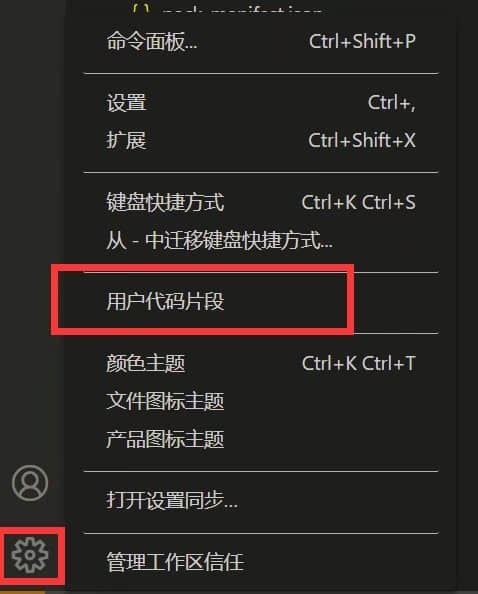 命令面板... Ctrl+Shift+P
设置 Ctrl+,
扩展 Ctrl+Shift+X
键盘快捷方式 Ctrl+K Ctrl+S
从 - 中迁移键盘快捷方式...
用户代码片段
颜色主题 Ctrl+K Ctrl+T
文件图标主题
产品图标主题
打开设置同步...
管理工作区信任